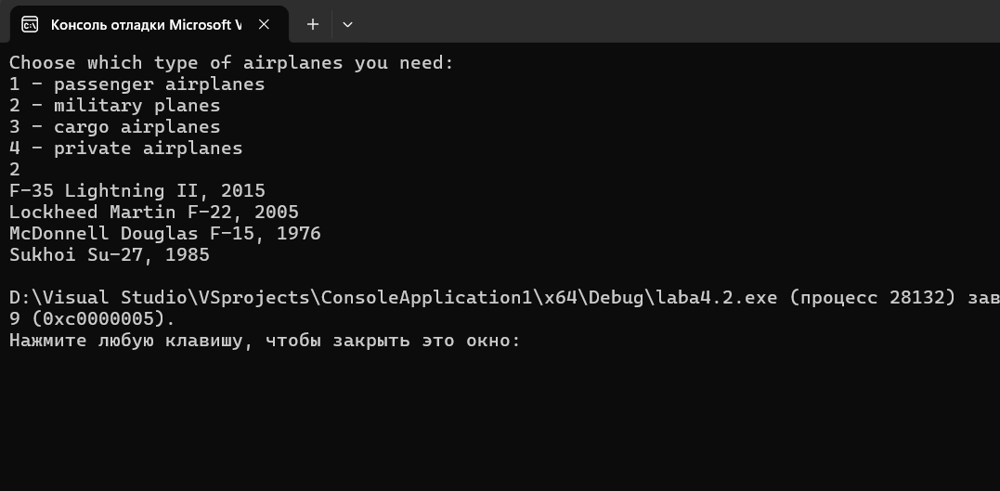 Консоль отладки Microsoft V
Choose which type of airplanes you need:
1 - passenger airplanes
2 - military planes
3 - cargo airplanes
4 - private airplanes
2
F-35 Lightning II, 2015
Lockheed Martin F-22, 2005
McDonnell Douglas F-15, 1976
Sukhoi Su-27, 1985
D:\Visual Studio\VSprojects\ConsoleApplication1\x64\Debug\laba4.2.exe (процесс 28132) зав
9 (0xc0000005).
Нажмите любую клавишу, чтобы закрыть это окно: